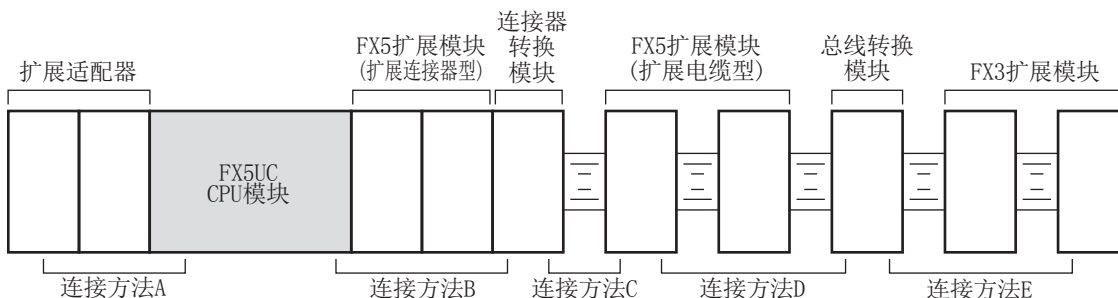 扩展适配器
FX5扩展模块
(扩展连接器型)
连接器
转换
模块
FX5扩展模块
(扩展电缆型)
总线转换
模块
FX3扩展模块
FX5UC
CPU模块
连接方法A
连接方法B
连接方法C
连接方法D
连接方法E